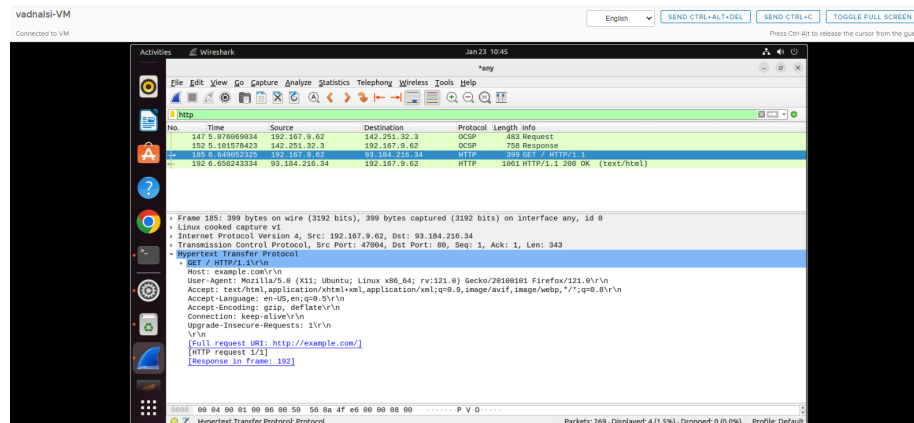 vadnalsi-VM
English
SEND CTRL+ALT+DEL
SEND CTRL+C
TOGGLE FULL SCREEN
Connected to VM
Press Ctrl-Alt to release the cursor from the gue
Activities Wireshark Jan 23 10:45
*any
File Edit View Go Capture Analyze Statistics Telephony Wireless Tools Help
http
No. Time Source Destination Protocol Length Info
147 5.076069034 192.167.9.62 142.251.32.3 OCSP 483 Request
152 5.101578423 142.251.32.3 192.167.9.62 OCSP 758 Response
185 6.649052325 192.167.9.62 93.184.216.34 HTTP 399 GET / HTTP/1.1
192 6.658243334 93.184.216.34 192.167.9.62 HTTP 1061 HTTP/1.1 200 OK (text/html)
Frame 185: 399 bytes on wire (3192 bits), 399 bytes captured (3192 bits) on interface any, id 0
Linux cooked capture v1
Internet Protocol Version 4, Src: 192.167.9.62, Dst: 93.184.216.34
Transmission Control Protocol, Src Port: 47004, Dst Port: 80, Seq: 1, Ack: 1, Len: 343
Hypertext Transfer Protocol
GET / HTTP/1.1\r\n
Host: example.com\r\n
User-Agent: Mozilla/5.0 (X11; Ubuntu; Linux x86_64; rv:121.0) Gecko/20100101 Firefox/121.0\r\n
Accept: text/html,application/xhtml+xml,application/xml;q=0.9,image/avif,image/webp,*/*;q=0.8\r\n
Accept-Language: en-US,en;q=0.5\r\n
Accept-Encoding: gzip, deflate\r\n
Connection: keep-alive\r\n
Upgrade-Insecure-Requests: 1\r\n
\r\n
[Full request URI: http://example.com/]
[HTTP request 1/1]
[Response in frame: 192]
0000 00 04 00 01 00 06 00 50 56 8a 4f e6 00 00 08 00 ·······P V·O·····
Hypertext Transfer Protocol: Protocol Packets: 269 · Displayed: 4 (1.5%) · Dropped: 0 (0.0%) Profile: Default